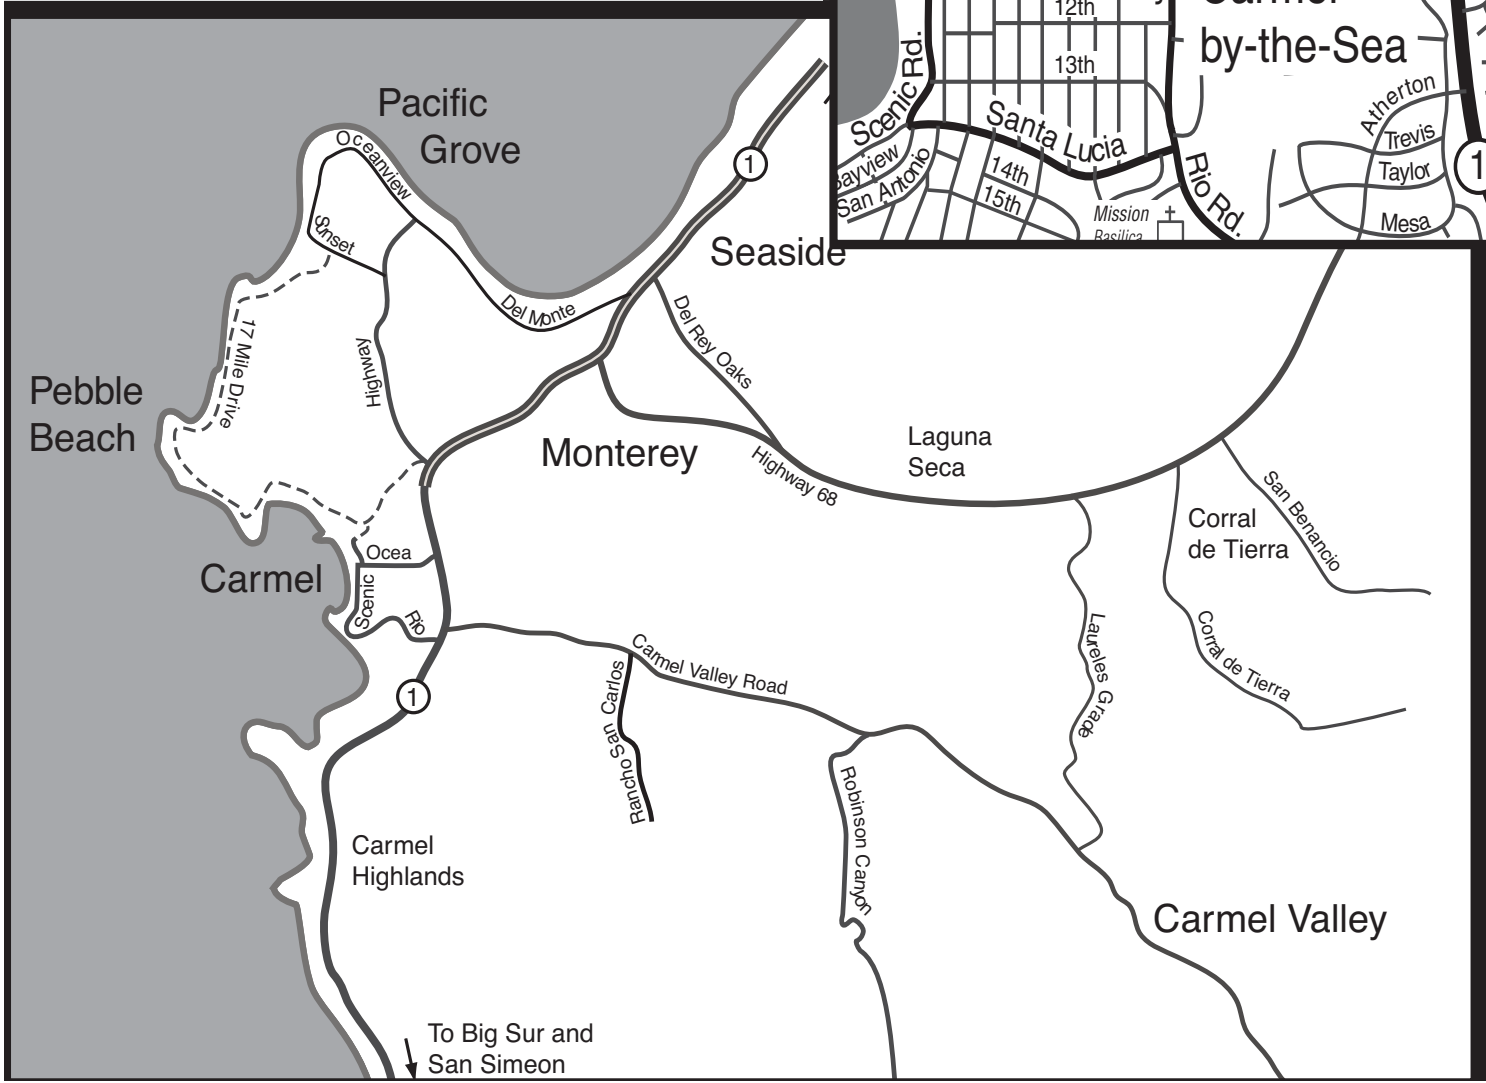 12th
by-the-Sea
13th
Scenic Rd.
Santa Lucia
Atherton
Trevis
Taylor
Mesa
1
14th
15th
San Antonio
Rio Rd.
Mission
Pacific
Grove
Oceanview
Sunset
1
Seaside
Del Monte
Del Rey Oaks
17 Mile Drive
Highway
Pebble
Beach
Monterey
Highway 68
Laguna
Seca
San Benancio
Corral
de Tierra
Corral de Tierra
Laureles Grade
Ocea
Carmel
Scenic
Rio
Carmel Valley Road
Rancho San Carlos
1
Robinson Canyon
Carmel
Highlands
Carmel Valley
To Big Sur and
San Simeon